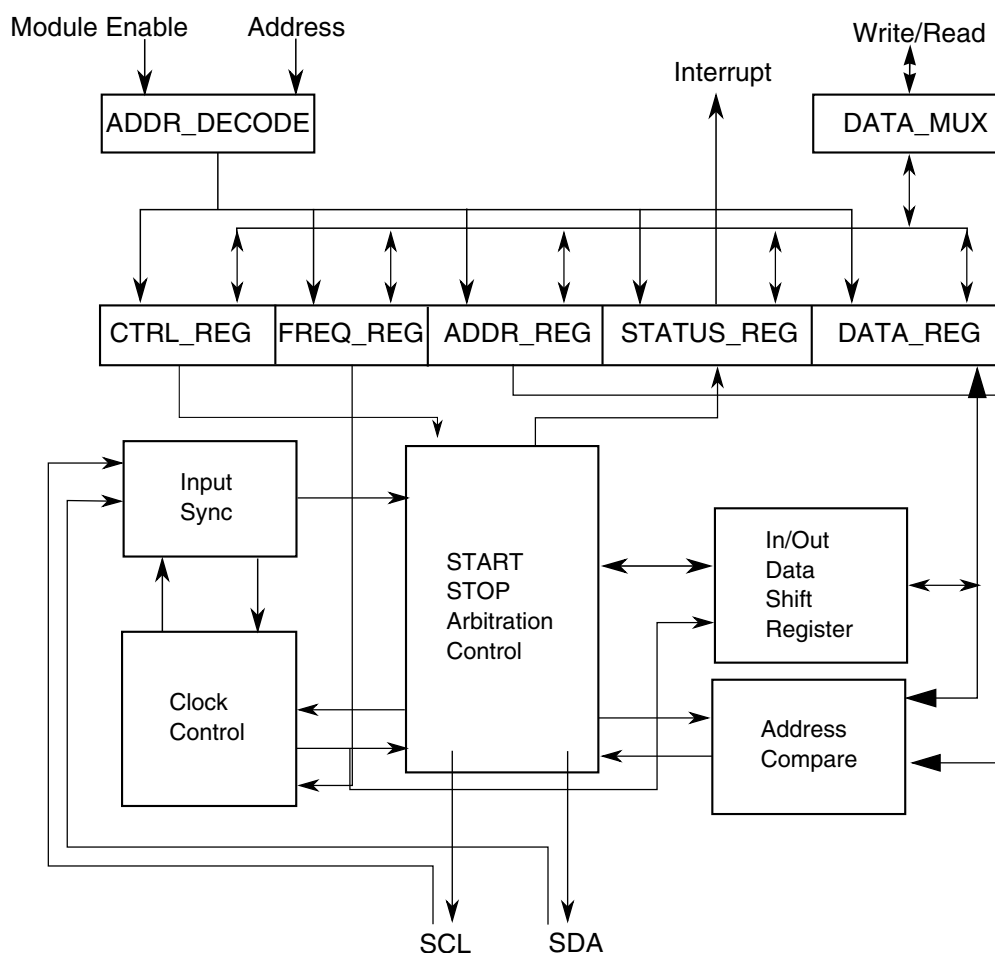 Module Enable
Address
Write/Read
Interrupt
ADDR_DECODE
DATA_MUX
CTRL_REG
FREQ_REG
ADDR_REG
STATUS_REG
DATA_REG
Input
Sync
START
STOP
Arbitration
Control
In/Out
Data
Shift
Register
Clock
Control
Address
Compare
SCL
SDA